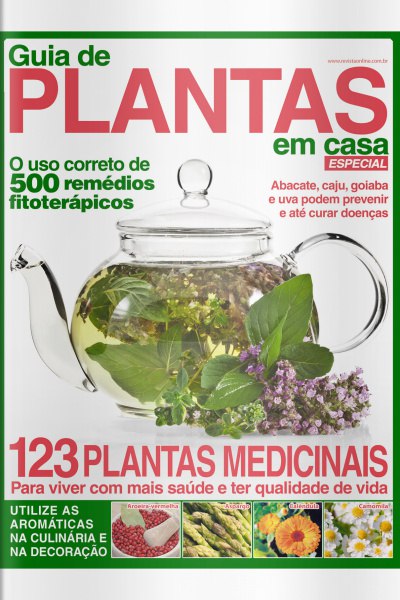 Guia de
www.revistaonline.com.br
PLANTAS
em casa
ESPECIAL
O uso correto de
500 remédios
fitoterápicos
Abacate, caju, goiaba
e uva podem prevenir
e até curar doenças
123 PLANTAS MEDICINAIS
Para viver com mais saúde e ter qualidade de vida
UTILIZE AS
AROMÁTICAS
NA CULINÁRIA E
NA DECORAÇÃO
Aroeira-vermelha
Aspargo
Calêndula
Camomila